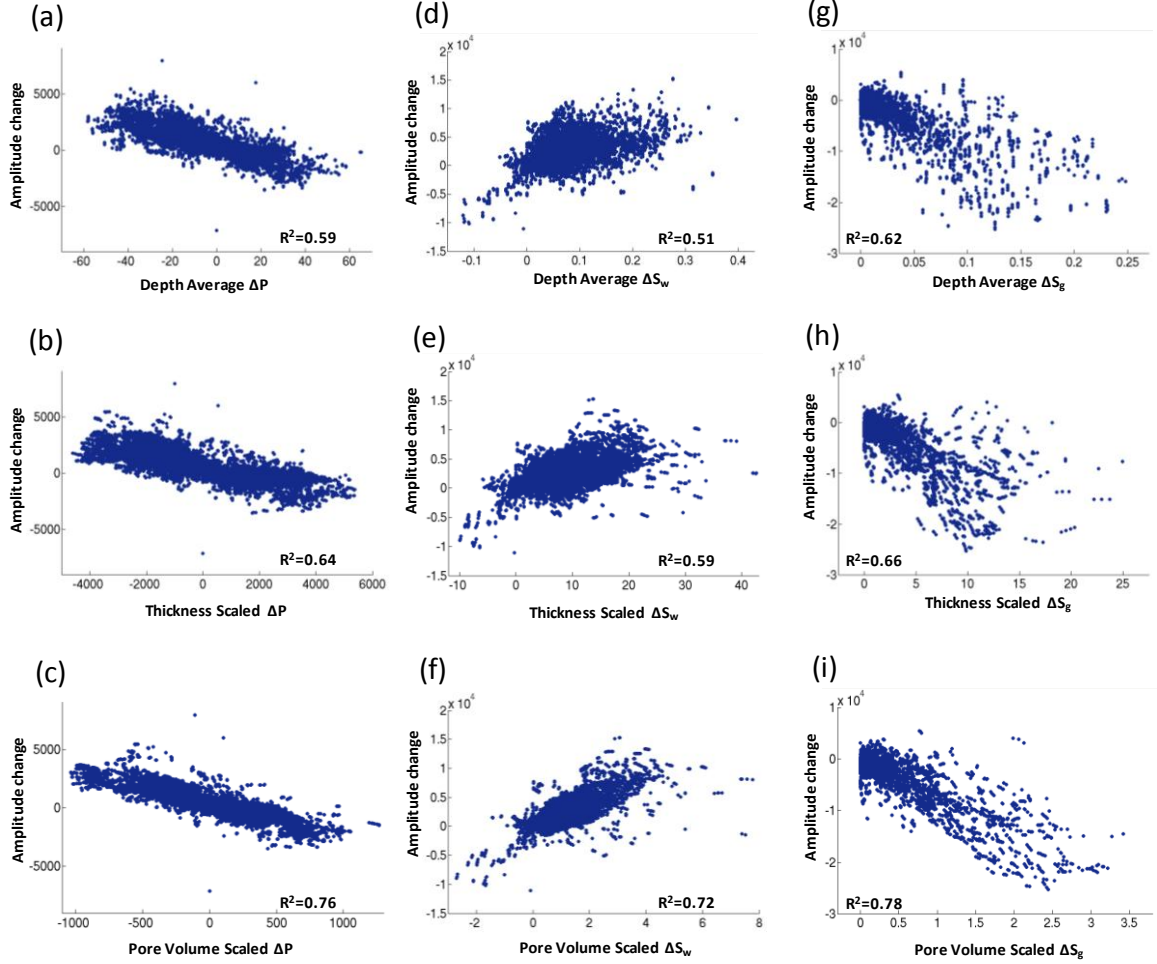 (a)
Amplitude change
5000
0
-5000
-60 -40 -20 0 20 40 60
R²=0.59
Depth Average ΔP
(d)
x 10⁴
Amplitude change
2
1.5
1
0.5
0
-0.5
-1
-1.5
-0.1 0 0.1 0.2 0.3 0.4
R²=0.51
Depth Average ΔSw
(g)
x 10⁴
Amplitude change
1
0
-1
-2
-3
0 0.05 0.1 0.15 0.2 0.25
R²=0.62
Depth Average ΔSg
(b)
Amplitude change
5000
0
-5000
-4000 -2000 0 2000 4000 6000
R²=0.64
Thickness Scaled ΔP
(e)
x 10⁴
Amplitude change
2
1.5
1
0.5
0
-0.5
-1
-1.5
-10 0 10 20 30 40
R²=0.59
Thickness Scaled ΔSw
(h)
x 10⁴
Amplitude change
1
0
-1
-2
-3
0 5 10 15 20 25
R²=0.66
Thickness Scaled ΔSg
(c)
Amplitude change
5000
0
-5000
-1000 -500 0 500 1000
R²=0.76
Pore Volume Scaled ΔP
(f)
x 10⁴
Amplitude change
2
1.5
1
0.5
0
-0.5
-1
-1.5
-2 0 2 4 6 8
R²=0.72
Pore Volume Scaled ΔSw
(i)
x 10⁴
Amplitude change
1
0
-1
-2
-3
0 0.5 1 1.5 2 2.5 3 3.5
R²=0.78
Pore Volume Scaled ΔSg